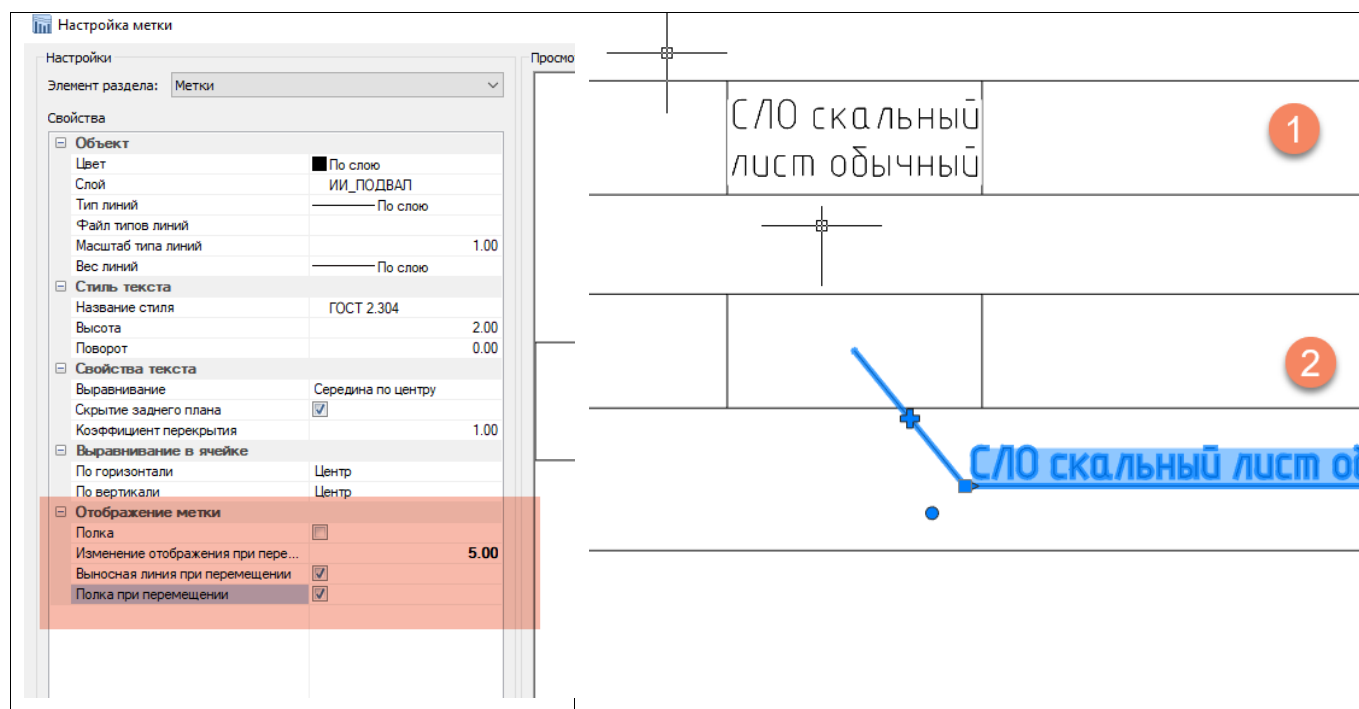 Настройка метки
Настройки
Элемент раздела: Метки
Свойства
Объект
Цвет По слою
Слой ИИ_ПОДВАЛ
Тип линий По слою
Файл типов линий
Масштаб типа линий 1.00
Вес линий По слою
Стиль текста
Название стиля ГОСТ 2.304
Высота 2.00
Поворот 0.00
Свойства текста
Выравнивание Середина по центру
Скрытие заднего плана
Коэффициент перекрытия 1.00
Выравнивание в ячейке
По горизонтали Центр
По вертикали Центр
Отображение метки
Полка
Изменение отображения при пере... 5.00
Выносная линия при перемещении
Полка при перемещении
Просмо
СЛО скальный
лист обычный
1
2
СЛО скальный лист об